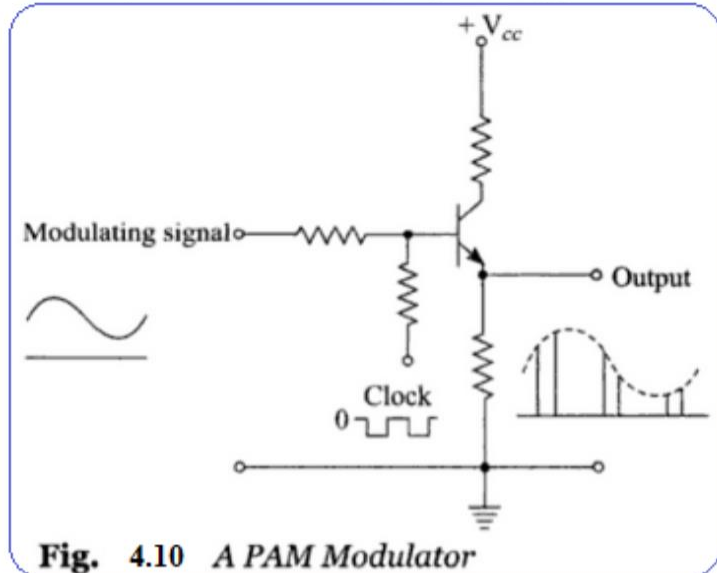 + Vcc
Modulating signal
Output
Clock
0
Fig. 4.10 A PAM Modulator